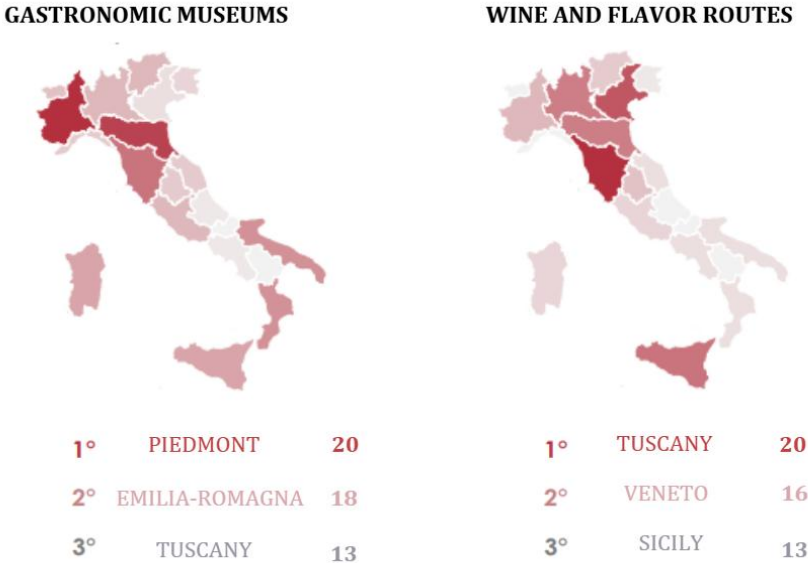 GASTRONOMIC MUSEUMS
WINE AND FLAVOR ROUTES
1° PIEDMONT 20
2° EMILIA-ROMAGNA 18
3° TUSCANY 13
1° TUSCANY 20
2° VENETO 16
3° SICILY 13